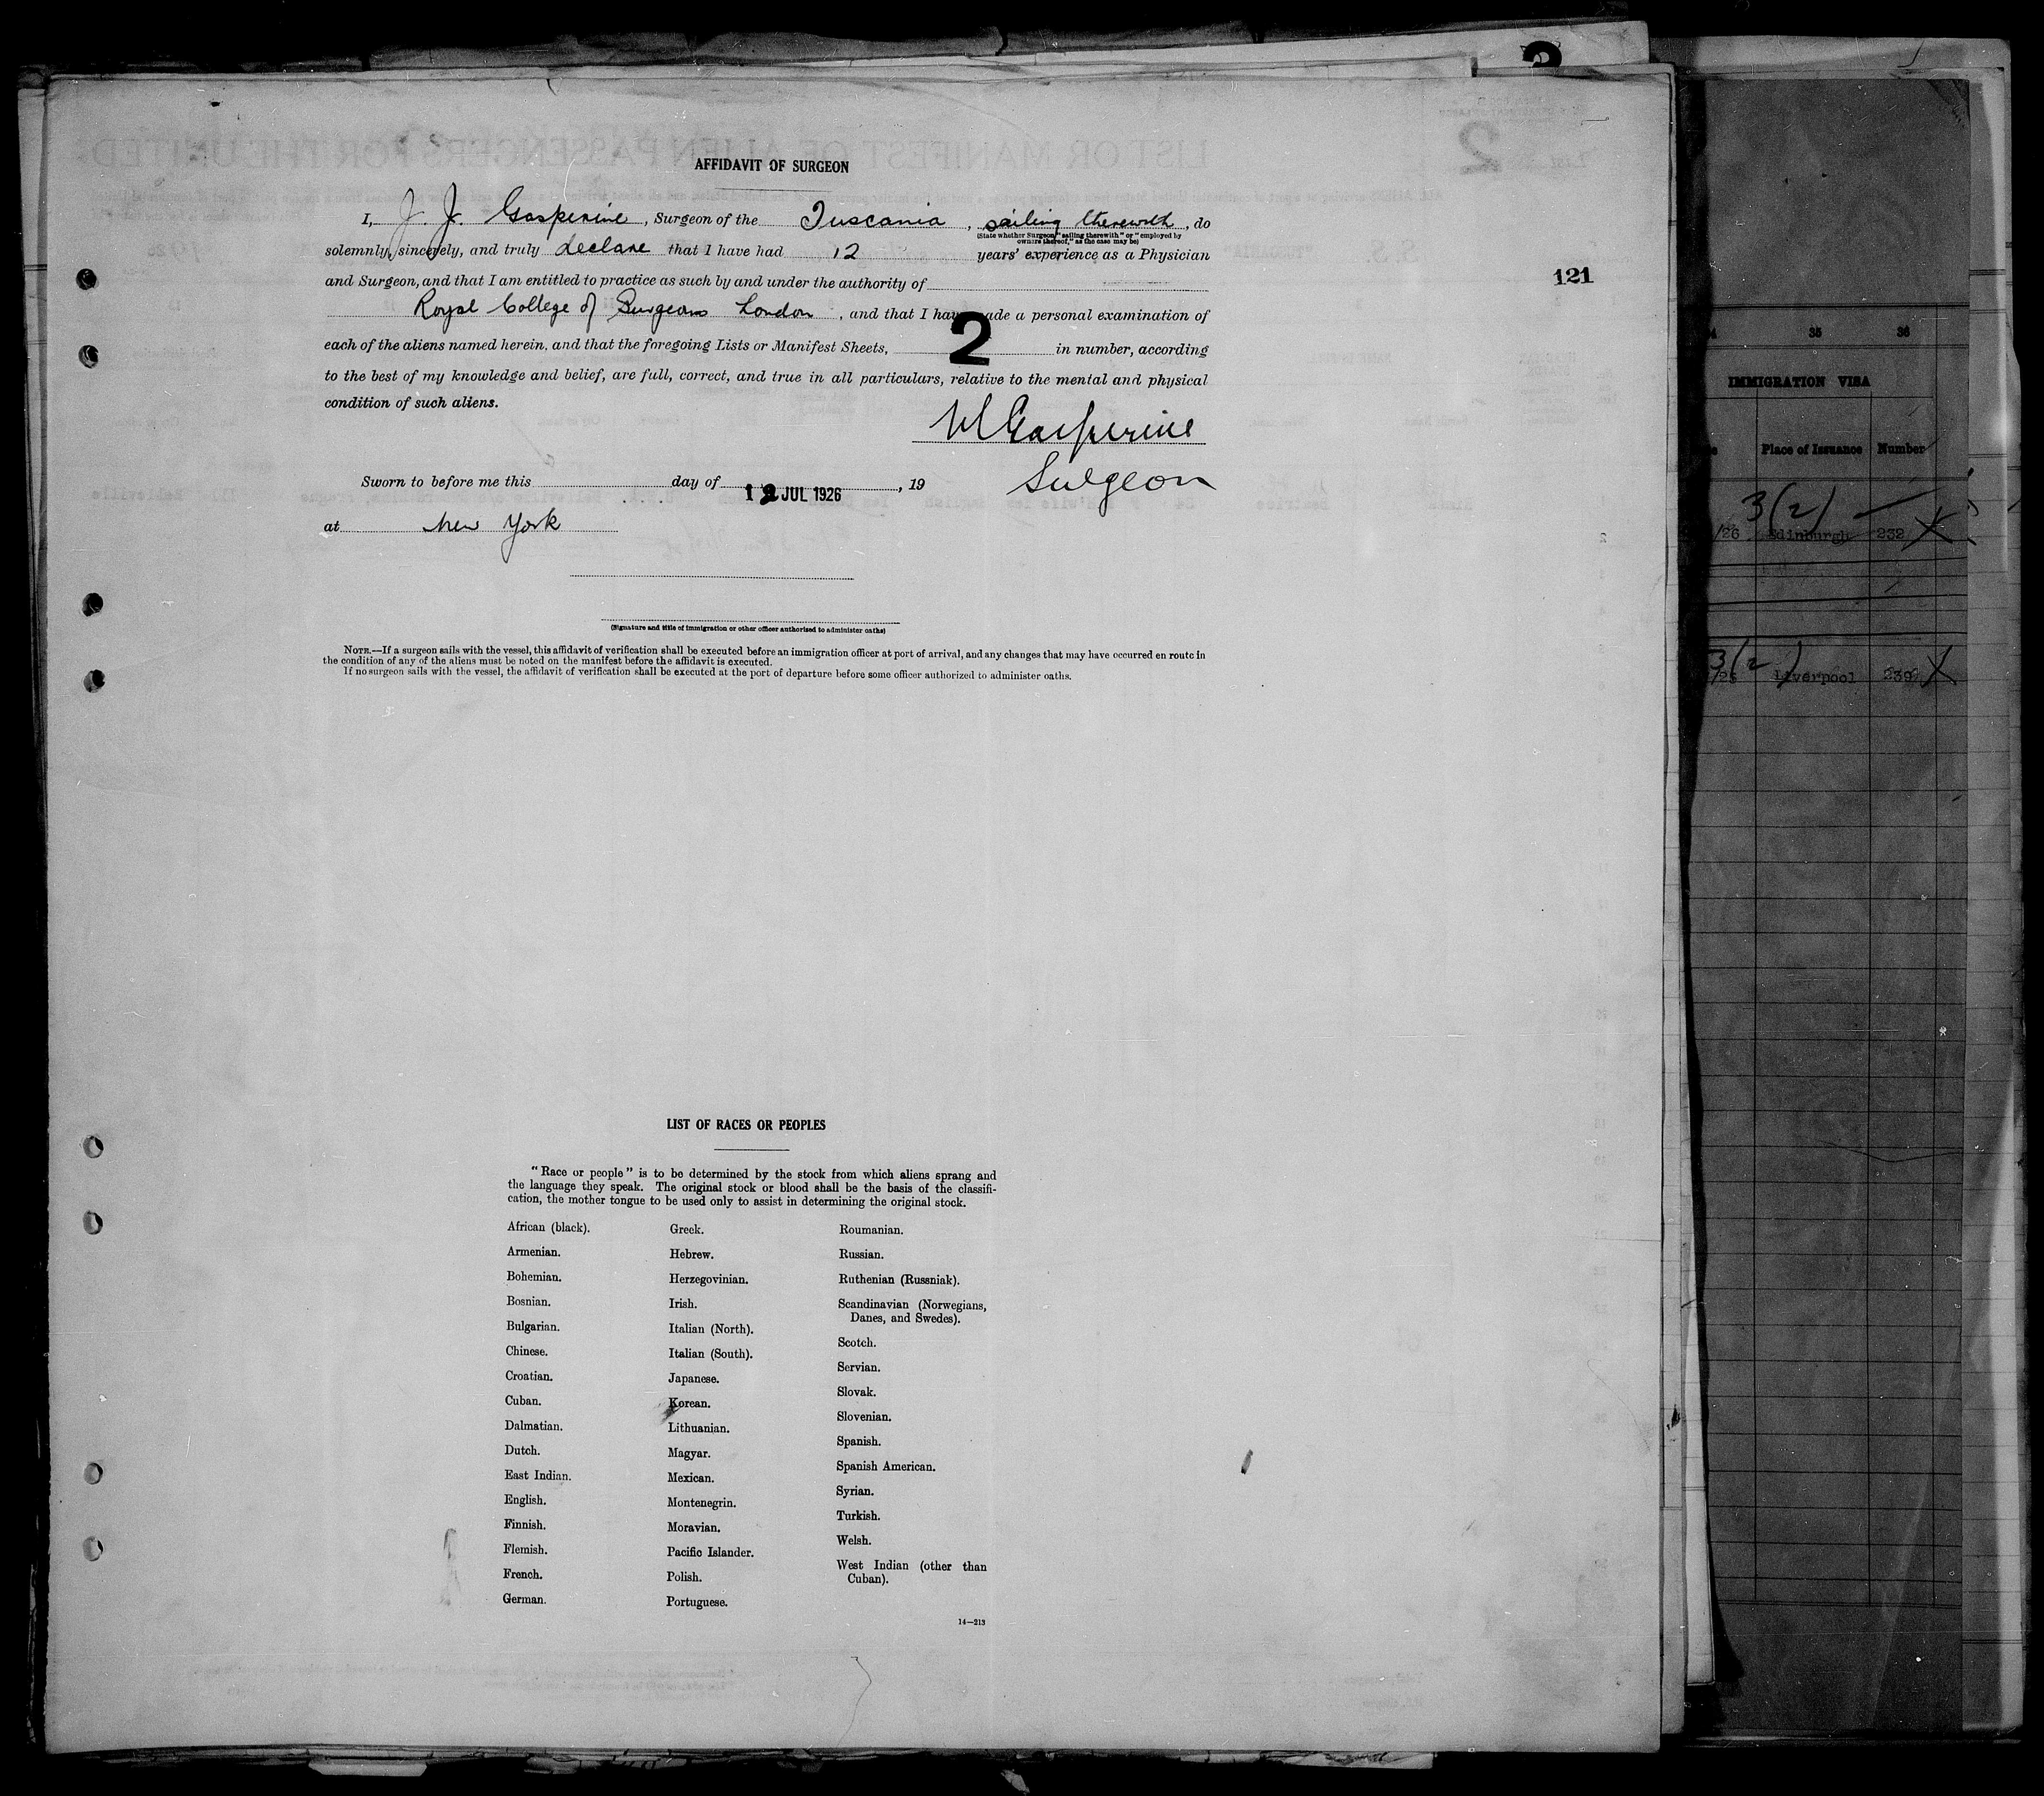 AFFIDAVIT OF SURGEON
I, J. J. Gasperine, Surgeon of the Tuscania, sailing therewith, do
(State whether Surgeon "sailing therewith" or "employed by
owners thereof," as the case may be)
solemnly, sincerely, and truly declare that I have had 12 years' experience as a Physician
and Surgeon, and that I am entitled to practice as such by and under the authority of
Royal College of Surgeons London, and that I have made a personal examination of
each of the aliens named herein, and that the foregoing Lists or Manifest Sheets, 2 in number, according
to the best of my knowledge and belief, are full, correct, and true in all particulars, relative to the mental and physical
condition of such aliens.
Gasperine
Surgeon
Sworn to before me this day of 12 JUL 1926, 19
at New York
(Signature and title of immigration or other officer authorized to administer oaths)
NOTE.—If a surgeon sails with the vessel, this affidavit of verification shall be executed before an immigration officer at port of arrival, and any changes that may have occurred en route in
the condition of any of the aliens must be noted on the manifest before the affidavit is executed.
If no surgeon sails with the vessel, the affidavit of verification shall be executed at the port of departure before some officer authorized to administer oaths.
121
LIST OF RACES OR PEOPLES
"Race or people" is to be determined by the stock from which aliens sprang and
the language they speak. The original stock or blood shall be the basis of the classifi-
cation, the mother tongue to be used only to assist in determining the original stock.
African (black).
Armenian.
Bohemian.
Bosnian.
Bulgarian.
Chinese.
Croatian.
Cuban.
Dalmatian.
Dutch.
East Indian.
English.
Finnish.
Flemish.
French.
German.
Greek.
Hebrew.
Herzegovinian.
Irish.
Italian (North).
Italian (South).
Japanese.
Korean.
Lithuanian.
Magyar.
Mexican.
Montenegrin.
Moravian.
Pacific Islander.
Polish.
Portuguese.
Roumanian.
Russian.
Ruthenian (Russniak).
Scandinavian (Norwegians,
Danes, and Swedes).
Scotch.
Servian.
Slovak.
Slovenian.
Spanish.
Spanish American.
Syrian.
Turkish.
Welsh.
West Indian (other than
Cuban).
14—213
35 36
IMMIGRATION VISA
Place of Issuance Number
3(2)
/26 Edinburgh 232 X
3(2)
Liverpool 239 X